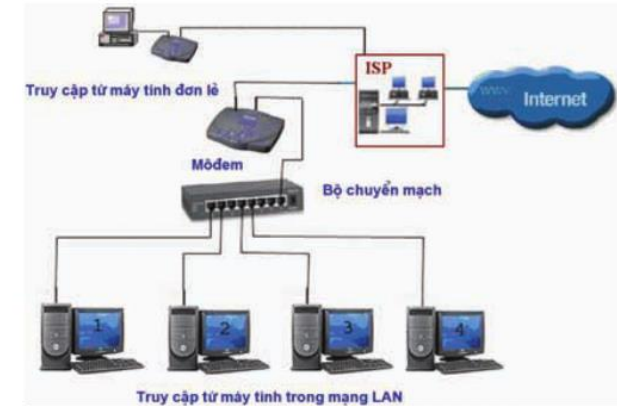 ISP
www
Internet
Truy cập từ máy tính đơn lẻ
Môđem
Bộ chuyển mạch
1
2
3
4
Truy cập từ máy tính trong mạng LAN